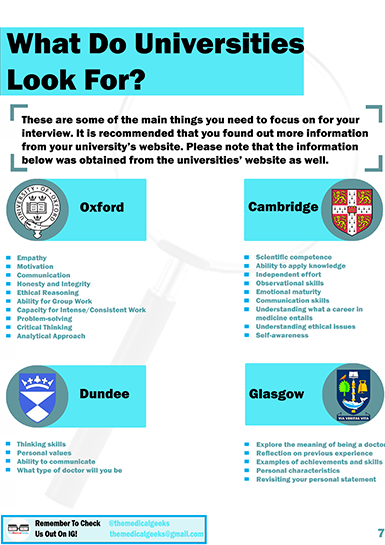 What Do Universities
Look For?
These are some of the main things you need to focus on for your
interview. It is recommended that you found out more information
from your university's website. Please note that the information
below was obtained from the universities' website as well.
Oxford
Empathy
Motivation
Communication
Honesty and Integrity
Ethical Reasoning
Ability for Group Work
Capacity for Intense/Consistent Work
Problem-solving
Critical Thinking
Analytical Approach
Cambridge
Scientific competence
Ability to apply knowledge
Independent effort
Observational skills
Emotional maturity
Communication skills
Understanding what a career in
medicine entails
Understanding ethical issues
Self-awareness
Dundee
Thinking skills
Personal values
Ability to communicate
What type of doctor will you be
Glasgow
VIA VERITAS VITA
Explore the meaning of being a doctor
Reflection on previous experience
Examples of achievements and skills
Personal characteristics
Revisiting your personal statement
Remember To Check
Us Out On IG!
@themedicalgeeks
themedicalgeeks@gmail.com
7